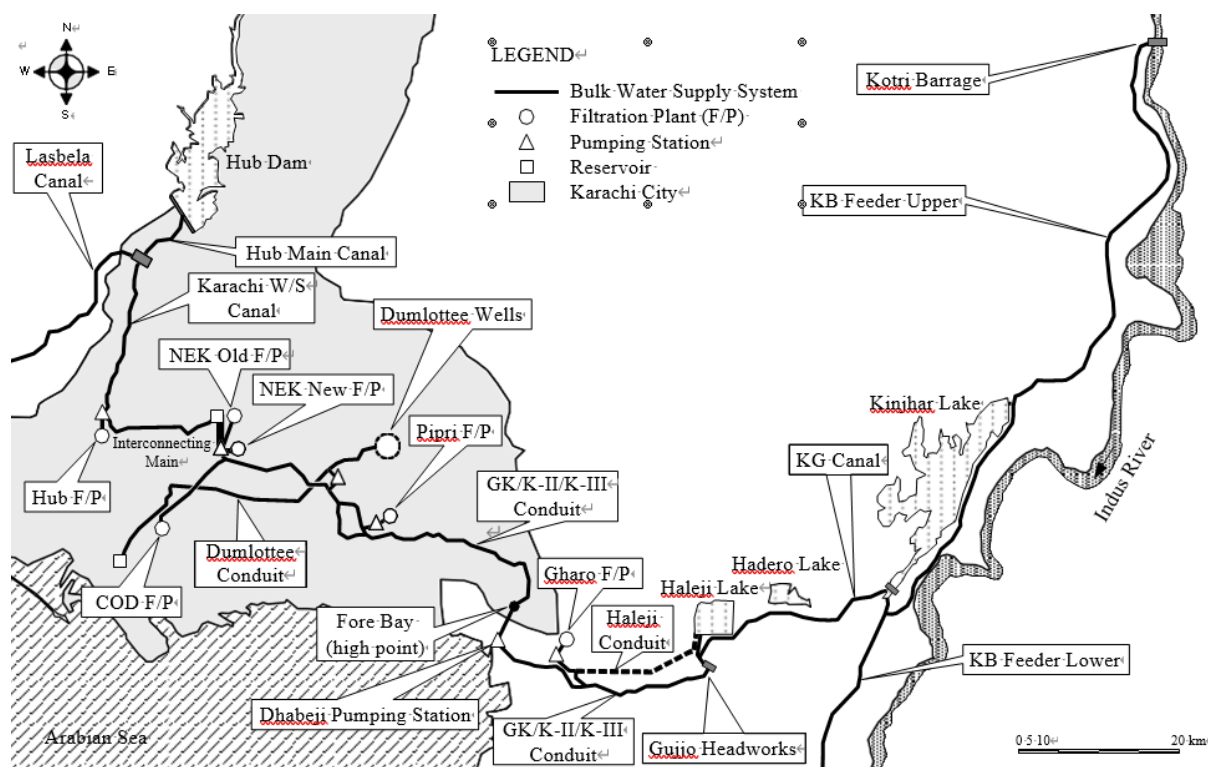 N
W
E
S
LEGEND
Bulk Water Supply System
Filtration Plant (F/P)
Pumping Station
Reservoir
Karachi City
Kotri Barrage
Lasbela
Canal
Hub Dam
KB Feeder Upper
Hub Main Canal
Karachi W/S
Canal
Dumlottee Wells
NEK Old F/P
NEK New F/P
Interconnecting
Main
Pipri F/P
Kinjhar Lake
KG Canal
Indus River
Hub F/P
GK/K-II/K-III
Conduit
Dumlottee
Conduit
COD F/P
Gharo F/P
Hadero Lake
Haleji Lake
Fore Bay
(high point)
Haleji
Conduit
KB Feeder Lower
Dhabeji Pumping Station
GK/K-II/K-III
Conduit
Gujjo Headworks
Arabian Sea
0 5 10
20 km